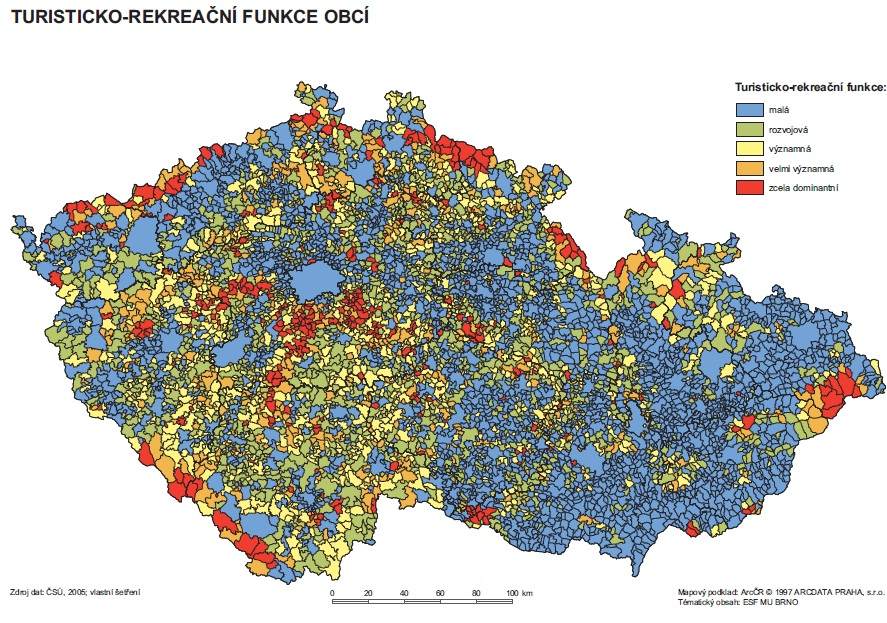 TURISTICKO-REKREAČNÍ FUNKCE OBCÍ
Turisticko-rekreační funkce:
malá
rozvojová
významná
velmi významná
zcela dominantní
Zdroj dat: ČSÚ, 2005; vlastní šetření
0 20 40 60 80 100 km
Mapový podklad: ArcČR © 1997 ARCDATA PRAHA, s.r.o.
Tématický obsah: ESF MU BRNO